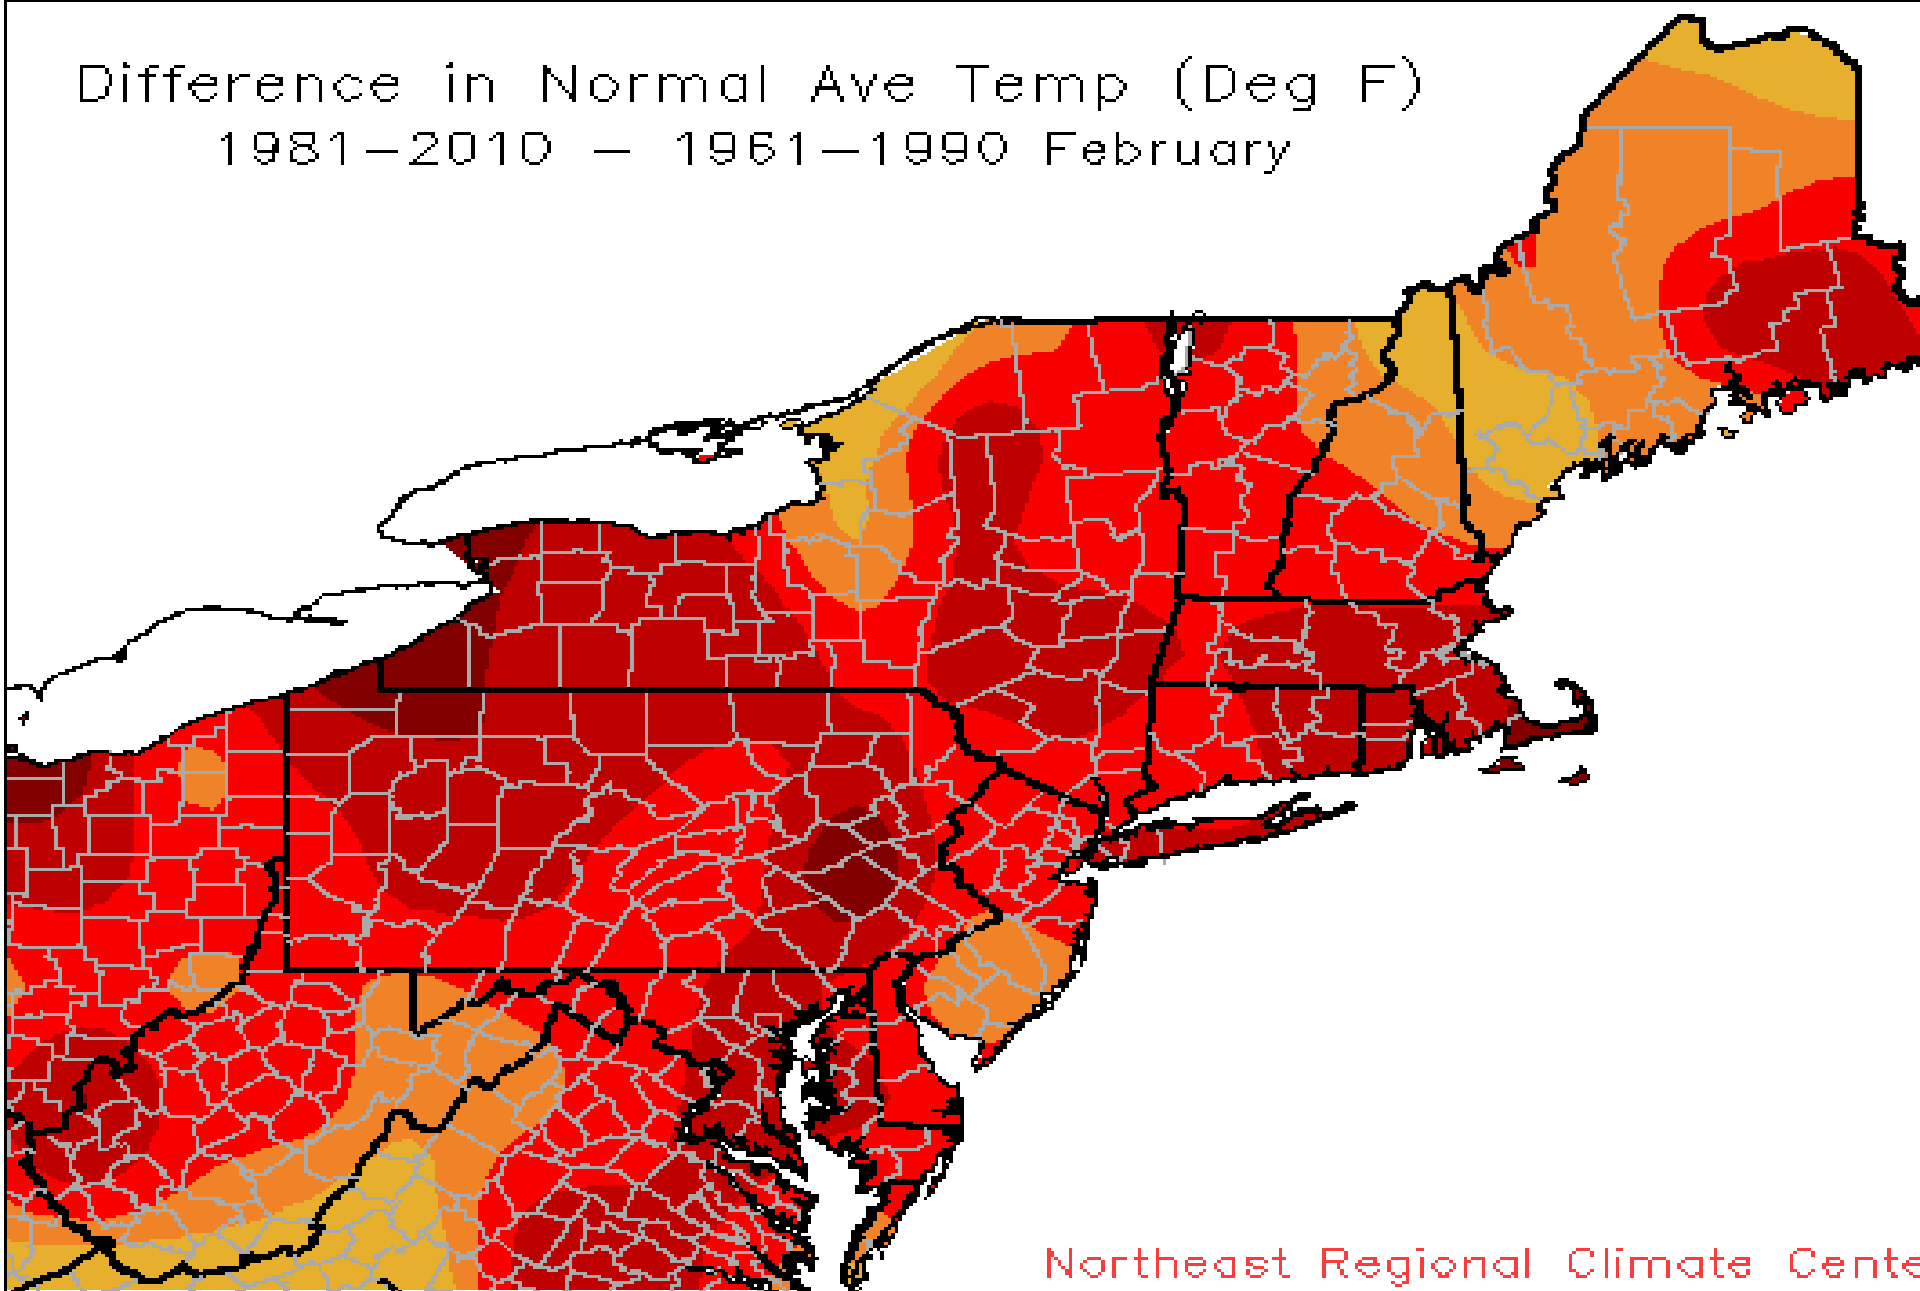 Difference in Normal Ave Temp (Deg F)
1981-2010 - 1961-1990 February
Northeast Regional Climate Cente